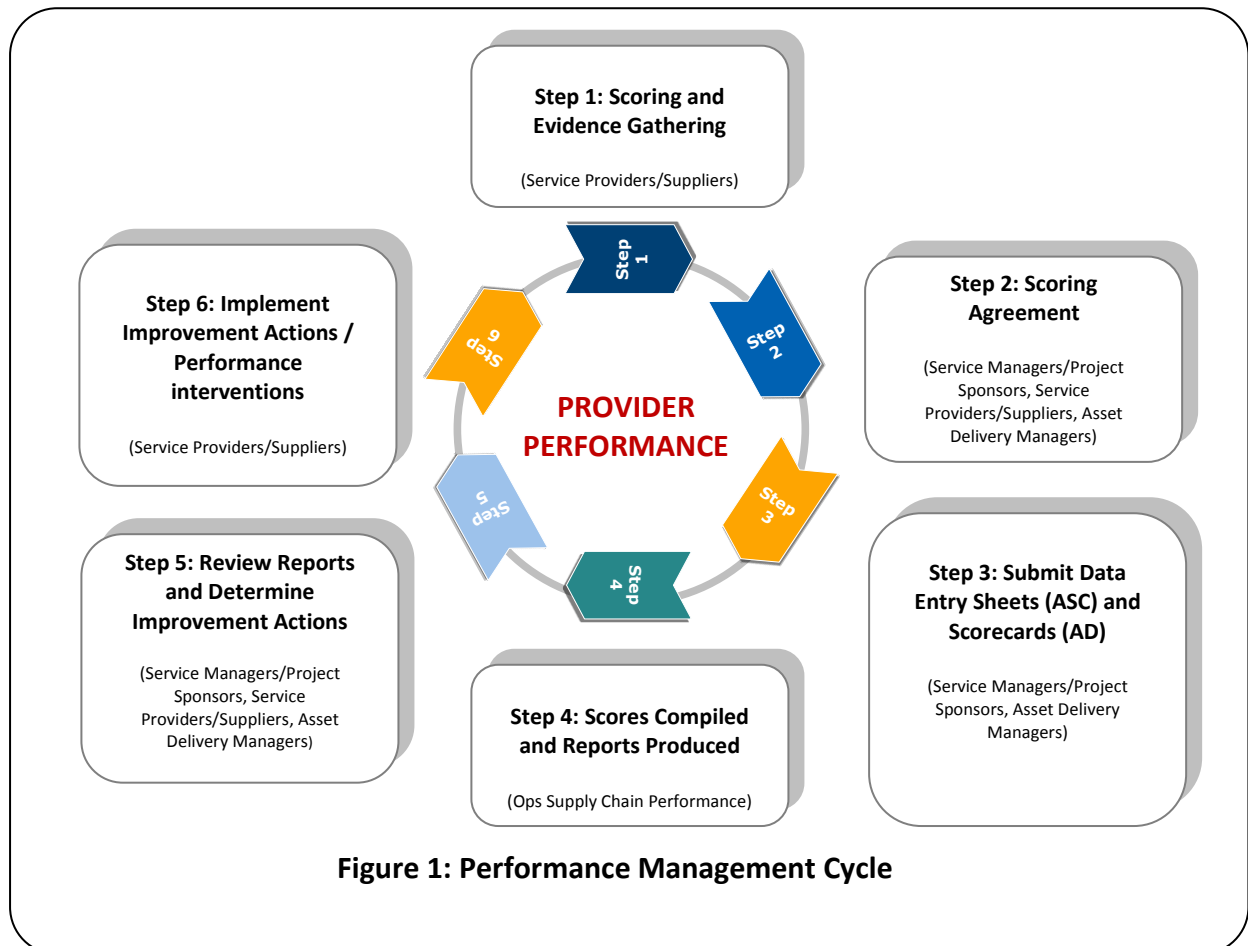 Step 1: Scoring and
Evidence Gathering
(Service Providers/Suppliers)
Step 2: Scoring
Agreement
(Service Managers/Project
Sponsors, Service
Providers/Suppliers, Asset
Delivery Managers)
Step 3: Submit Data
Entry Sheets (ASC) and
Scorecards (AD)
(Service Managers/Project
Sponsors, Asset Delivery
Managers)
Step 4: Scores Compiled
and Reports Produced
(Ops Supply Chain Performance)
Step 5: Review Reports
and Determine
Improvement Actions
(Service Managers/Project
Sponsors, Service
Providers/Suppliers, Asset
Delivery Managers)
Step 6: Implement
Improvement Actions /
Performance
interventions
(Service Providers/Suppliers)
Step
1
Step
2
Step
3
Step
4
Step
5
Step
6
PROVIDER
PERFORMANCE
Figure 1: Performance Management Cycle